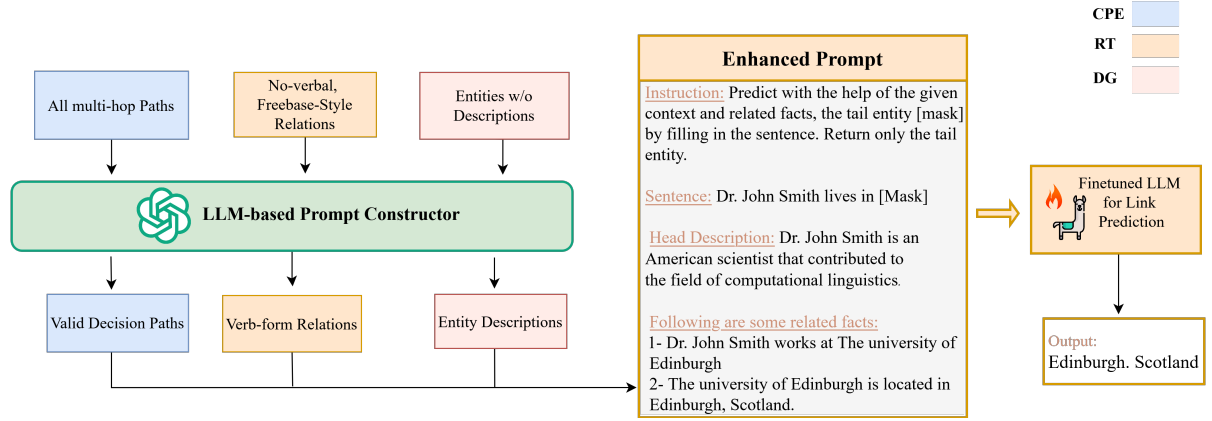 CPE
RT
DG
All multi-hop Paths
No-verbal,
Freebase-Style
Relations
Entities w/o
Descriptions
LLM-based Prompt Constructor
Valid Decision Paths
Verb-form Relations
Entity Descriptions
Enhanced Prompt
Instruction: Predict with the help of the given
context and related facts, the tail entity [mask]
by filling in the sentence. Return only the tail
entity.
Sentence: Dr. John Smith lives in [Mask]
Head Description: Dr. John Smith is an
American scientist that contributed to
the field of computational linguistics.
Following are some related facts:
1- Dr. John Smith works at The university of
Edinburgh
2- The university of Edinburgh is located in
Edinburgh, Scotland.
Finetuned LLM
for Link
Prediction
Output:
Edinburgh. Scotland